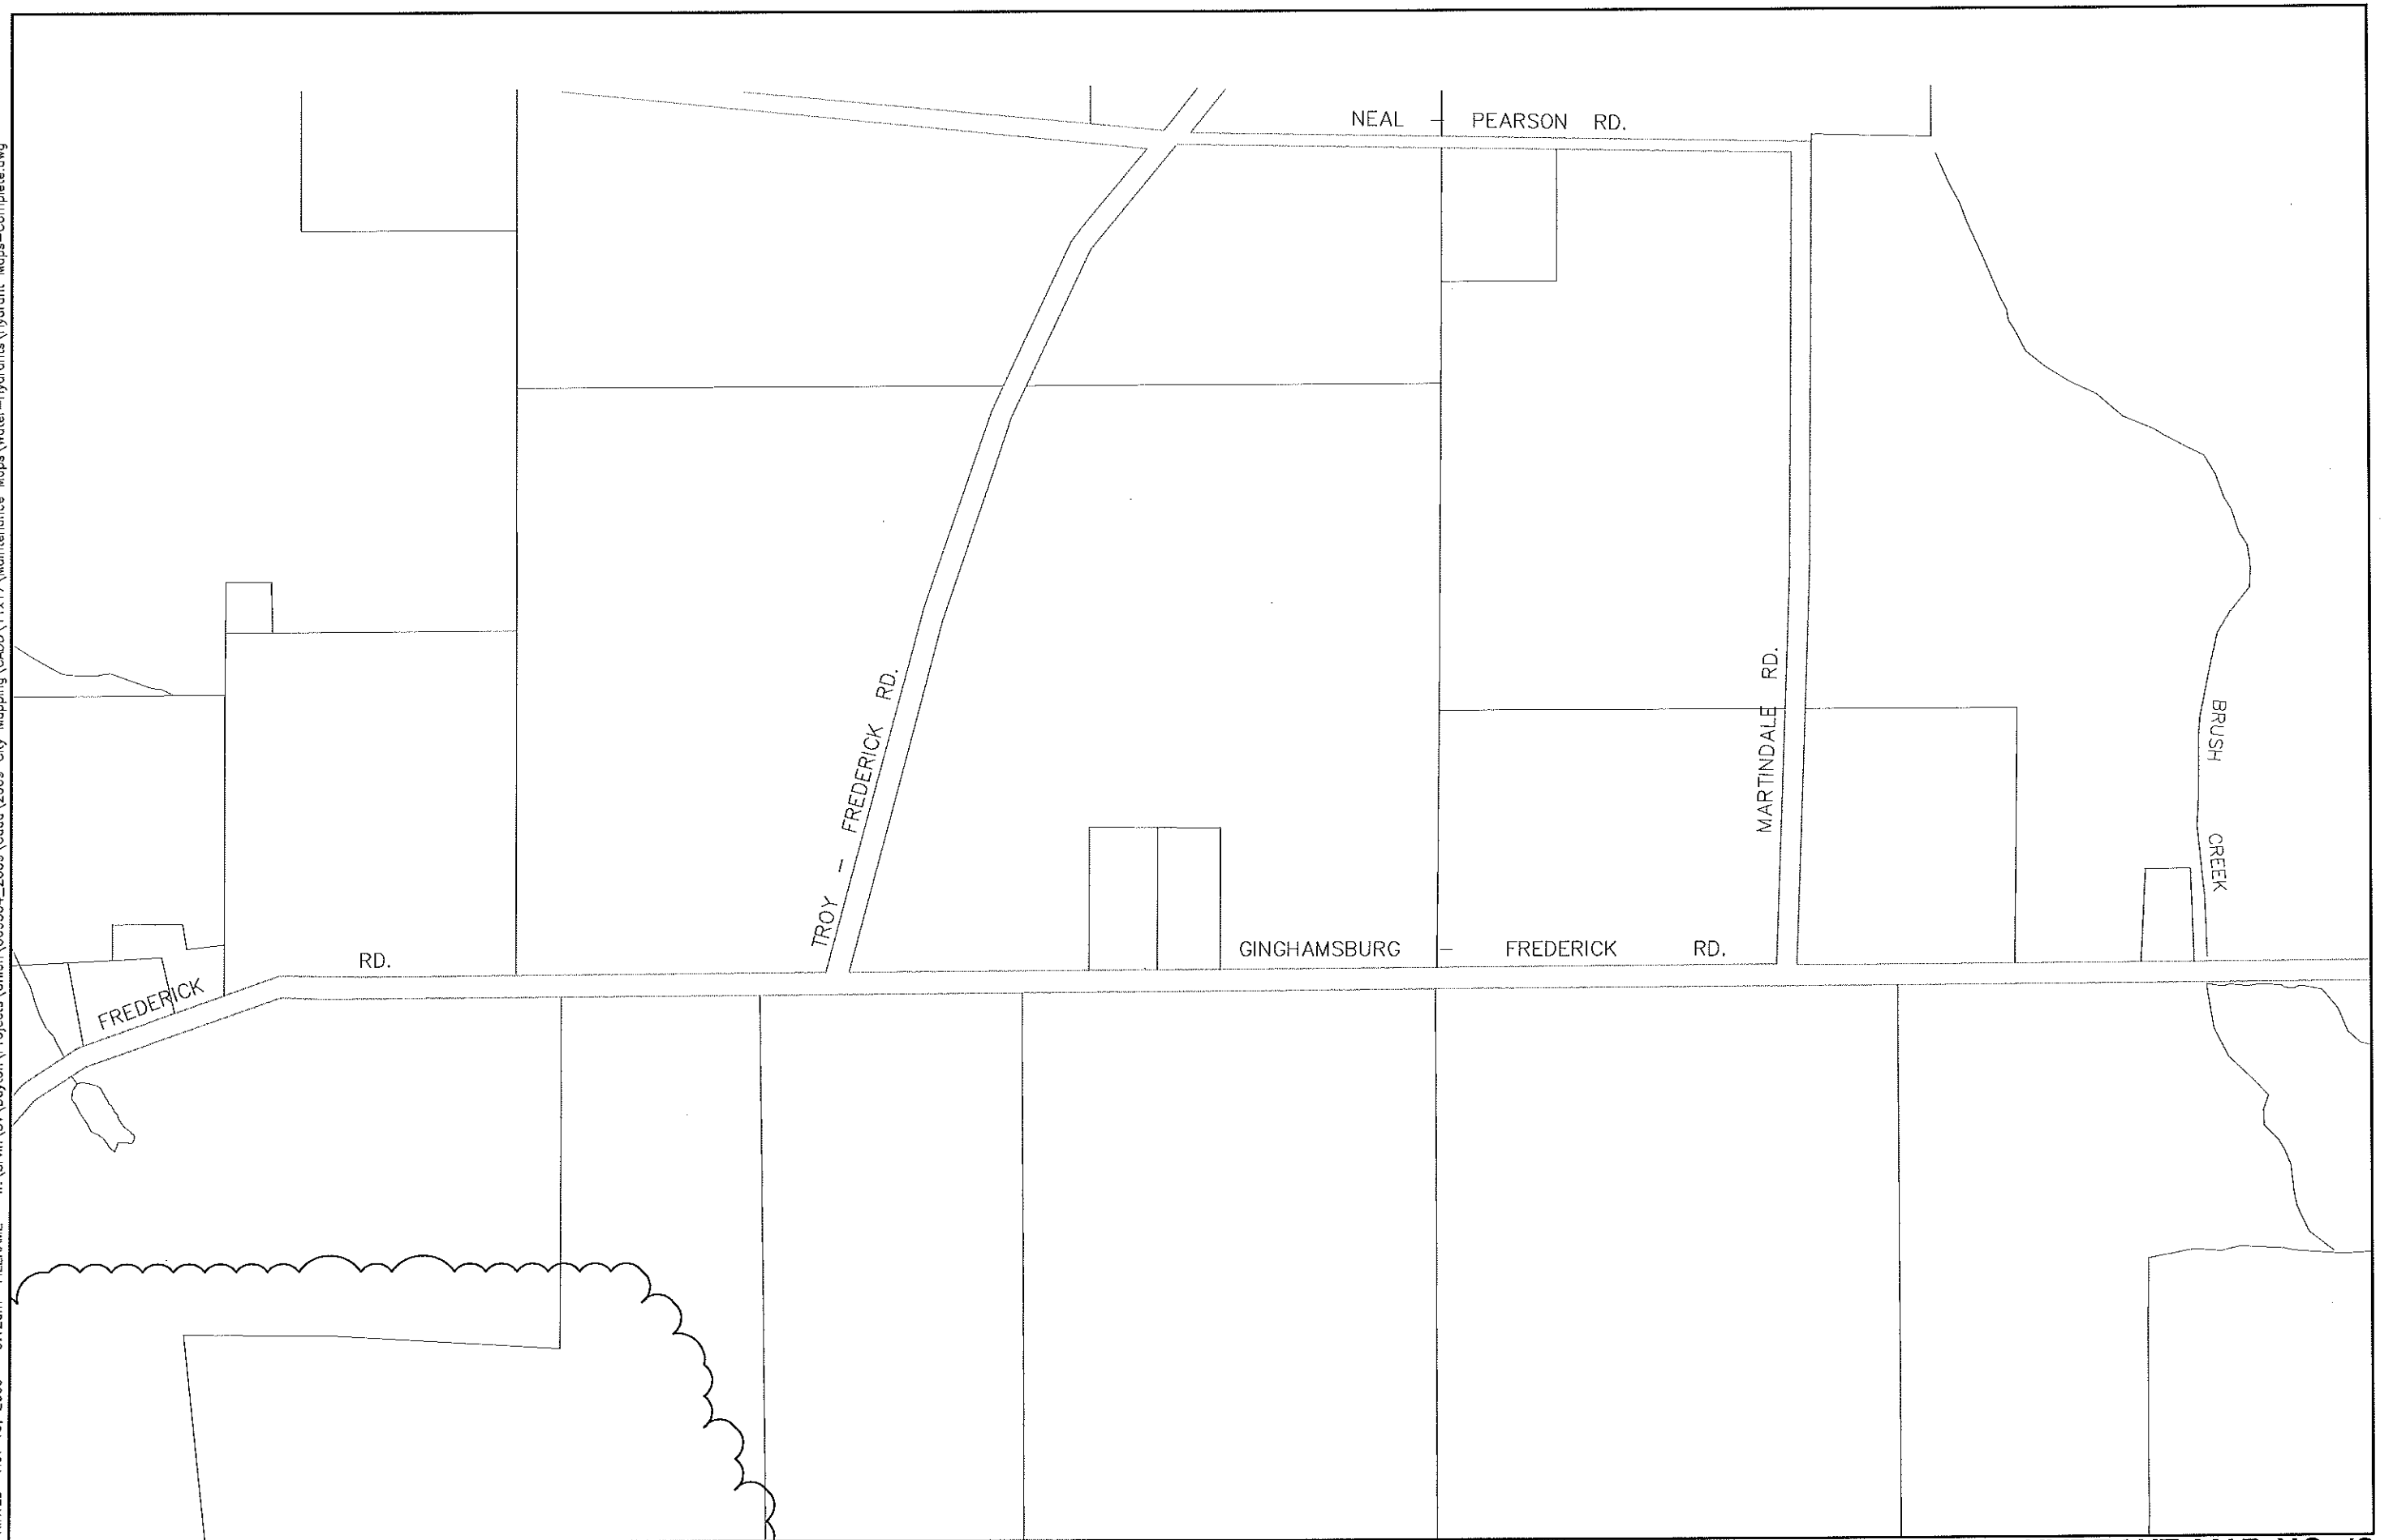 NEAL - PEARSON RD.
TROY - FREDERICK RD.
MARTINDALE RD.
BRUSH CREEK
GINGHAMSBURG - FREDERICK RD.
FREDERICK RD.